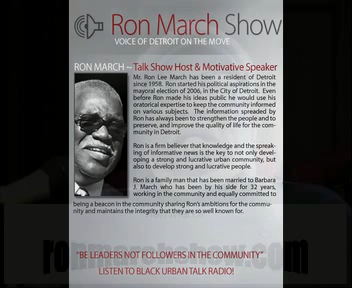 Ron March Show
VOICE OF DETROIT ON THE MOVE
RON MARCH ~ Talk Show Host & Motivative Speaker
Mr. Ron Lee March has been a resident of Detroit
since 1958. Ron started his political aspirations in the
mayoral election of 2006, in the City of Detroit. Even
before Ron made his ideas public he would use his
oratorical expertise to keep the community informed
on various subjects. The information spreaded by
Ron has always been to strengthen the people and to
preserve, and improve the quality of life for the com-
munity in Detroit.
Ron is a firm believer that knowledge and the speak-
ing of informative news is the key to not only devel-
oping a strong and lucrative urban community, but
also to develop strong and lucrative people.
Ron is a family man that has been married to Barbara
J. March who has been by his side for 32 years,
working in the community and equally committed to
being a beacon in the community sharing Ron's ambitions for the commu-
nity and maintains the integrity that they are so well known for.
ronmarchshow.com
"BE LEADERS NOT FOLLOWERS IN THE COMMUNITY"
LISTEN TO BLACK URBAN TALK RADIO!